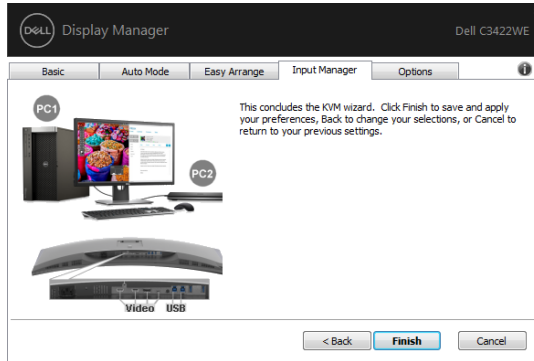 DELL Display Manager
Dell C3422WE
Basic
Auto Mode
Easy Arrange
Input Manager
Options
PC1
PC2
This concludes the KVM wizard. Click Finish to save and apply
your preferences, Back to change your selections, or Cancel to
return to your previous settings.
Video USB
< Back
Finish
Cancel